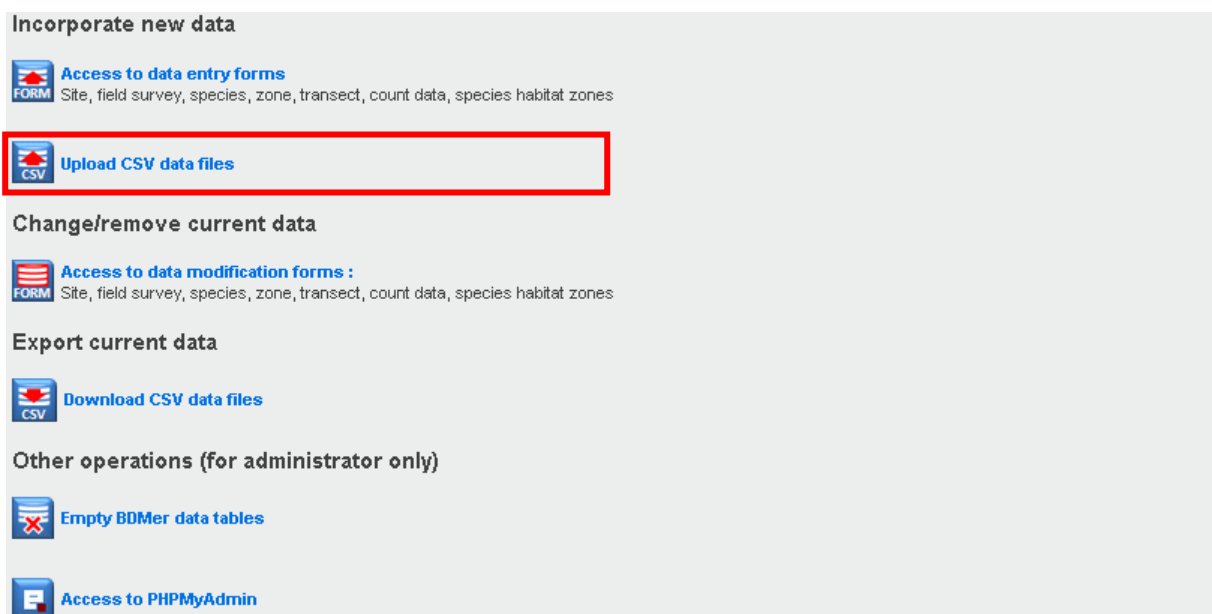 Incorporate new data
Access to data entry forms
FORM
Site, field survey, species, zone, transect, count data, species habitat zones
Upload CSV data files
CSV
Change/remove current data
Access to data modification forms :
FORM
Site, field survey, species, zone, transect, count data, species habitat zones
Export current data
Download CSV data files
CSV
Other operations (for administrator only)
Empty BDMer data tables
Access to PHPMyAdmin